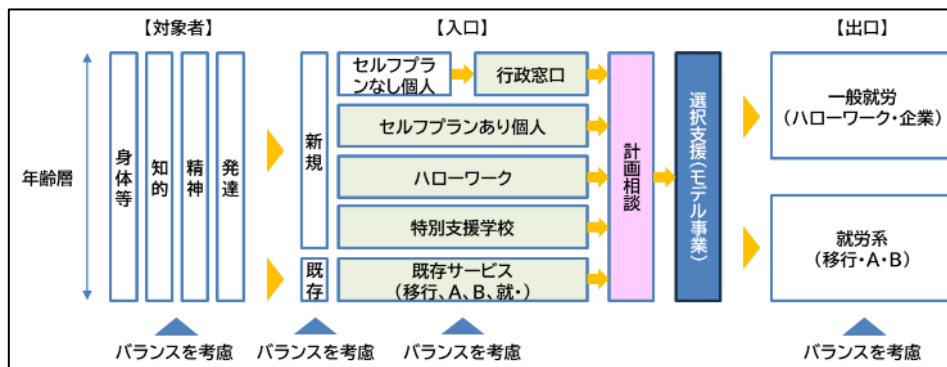 【対象者】
【入口】
【出口】
年齢層
身体等
知的
精神
発達
新規
既存
セルフプラ
ンなし個人
行政窓口
セルフプランあり個人
ハローワーク
特別支援学校
既存サービス
(移行、A、B、就・)
計画相談
選択支援(モデル事業)
一般就労
(ハローワーク・企業)
就労系
(移行・A・B)
バランスを考慮
バランスを考慮
バランスを考慮
バランスを考慮